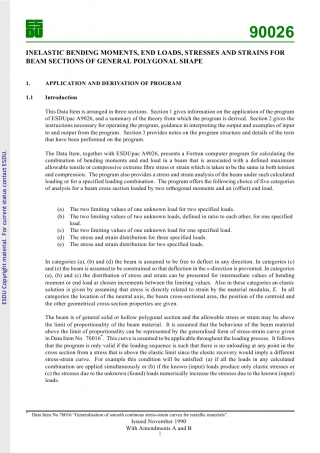 ESDU
90026
INELASTIC BENDING MOMENTS, END LOADS, STRESSES AND STRAINS FOR
BEAM SECTIONS OF GENERAL POLYGONAL SHAPE
1. APPLICATION AND DERIVATION OF PROGRAM
1.1 Introduction
This Data Item is arranged in three sections. Section 1 gives information on the application of the program
of ESDUpac A9026, and a summary of the theory from which the program is derived. Section 2 gives the
instructions necessary for operating the program, guidance in interpreting the output and examples of input
to and output from the program. Section 3 provides notes on the program structure and details of the tests
that have been performed on the program.
The Data Item, together with ESDUpac A9026, presents a Fortran computer program for calculating the
combination of bending moments and end load in a beam that is associated with a defined maximum
allowable tensile or compressive extreme fibre stress or strain which is taken to be the same in both tension
and compression. The program also provides a stress and strain analysis of the beam under such calculated
loading or for a specified loading combination. The program offers the following choice of five categories
of analysis for a beam cross section loaded by two orthogonal moments and an (offset) end load.
(a) The two limiting values of one unknown load for two specified loads.
(b) The two limiting values of two unknown loads, defined in ratio to each other, for one specified
load.
(c) The two limiting values of one unknown load for one specified load.
(d) The stress and strain distribution for three specified loads.
(e) The stress and strain distribution for two specified loads.
In categories (a), (b) and (d) the beam is assumed to be free to deflect in any direction. In categories (c)
and (e) the beam is assumed to be constrained so that deflection in the x-direction is prevented. In categories
(a), (b) and (c) the distribution of stress and strain can be presented for intermediate values of bending
moment or end load at chosen increments between the limiting values. Also in these categories an elastic
solution is given by assuming that stress is directly related to strain by the material modulus, E. In all
categories the location of the neutral axis, the beam cross-sectional area, the position of the centroid and
the other geometrical cross-section properties are given.
The beam is of general solid or hollow polygonal section and the allowable stress or strain may be above
the limit of proportionality of the beam material. It is assumed that the behaviour of the beam material
above the limit of proportionality can be represented by the generalised form of stress-strain curve given
in Data Item No. 76016*. This curve is assumed to be applicable throughout the loading process. It follows
that the program is only valid if the loading sequence is such that there is no unloading at any point in the
cross section from a stress that is above the elastic limit since the elastic recovery would imply a different
stress-strain curve. For example this condition will be satisfied (a) if all the loads in any calculated
combination are applied simultaneously or (b) if the known (input) loads produce only elastic stresses or
(c) the stresses due to the unknown (found) loads numerically increase the stresses due to the known (input)
loads.
* Data Item No 76016 "Generalisation of smooth continuous stress-strain curves for metallic materials".
Issued November 1990
With Amendments A and B
1
ESDU Copyright material. For current status contact ESDU.